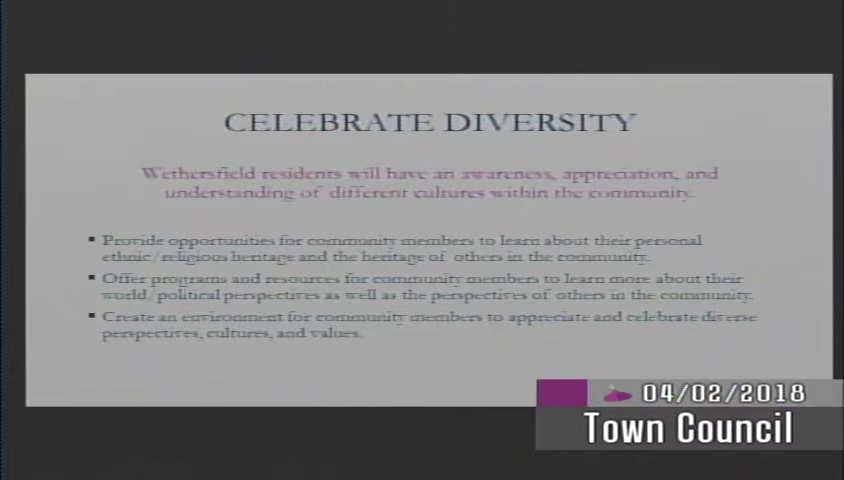 CELEBRATE DIVERSITY
Wethersfield residents will have an awareness, appreciation, and
understanding of different cultures within the community.
▪ Provide opportunities for community members to learn about their personal
ethnic/religious heritage and the heritage of others in the community.
▪ Offer programs and resources for community members to learn more about their
world/political perspectives as well as the perspectives of others in the community.
▪ Create an environment for community members to appreciate and celebrate diverse
perspectives, cultures, and values.
04/02/2018
Town Council